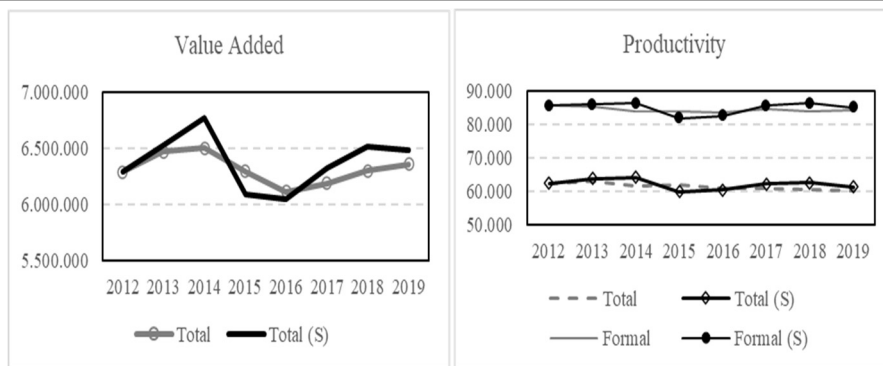 Value Added
7.000.000
6.500.000
6.000.000
5.500.000
2012 2013 2014 2015 2016 2017 2018 2019
Total Total (S)
Productivity
90.000
80.000
70.000
60.000
50.000
2012 2013 2014 2015 2016 2017 2018 2019
Total Total (S)
Formal Formal (S)